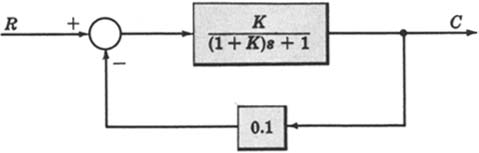 R + K C
(1 + K)s + 1
−
0.1